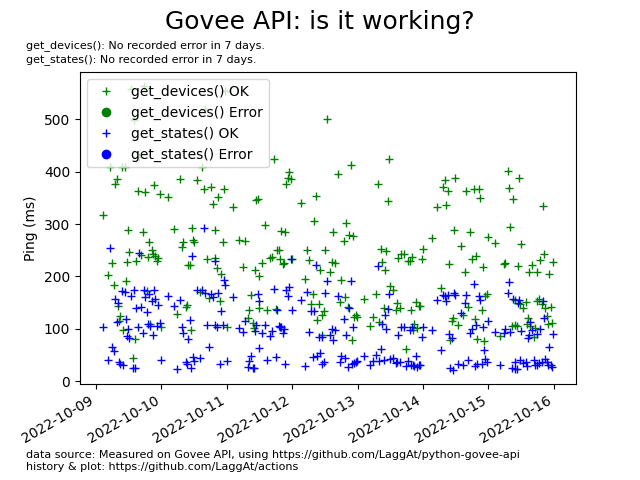 Govee API: is it working?
get_devices(): No recorded error in 7 days.
get_states(): No recorded error in 7 days.
get_devices() OK
get_devices() Error
get_states() OK
get_states() Error
Ping (ms)
500
400
300
200
100
0
2022-10-09
2022-10-10
2022-10-11
2022-10-12
2022-10-13
2022-10-14
2022-10-15
2022-10-16
data source: Measured on Govee API, using https://github.com/LaggAt/python-govee-api
history & plot: https://github.com/LaggAt/actions